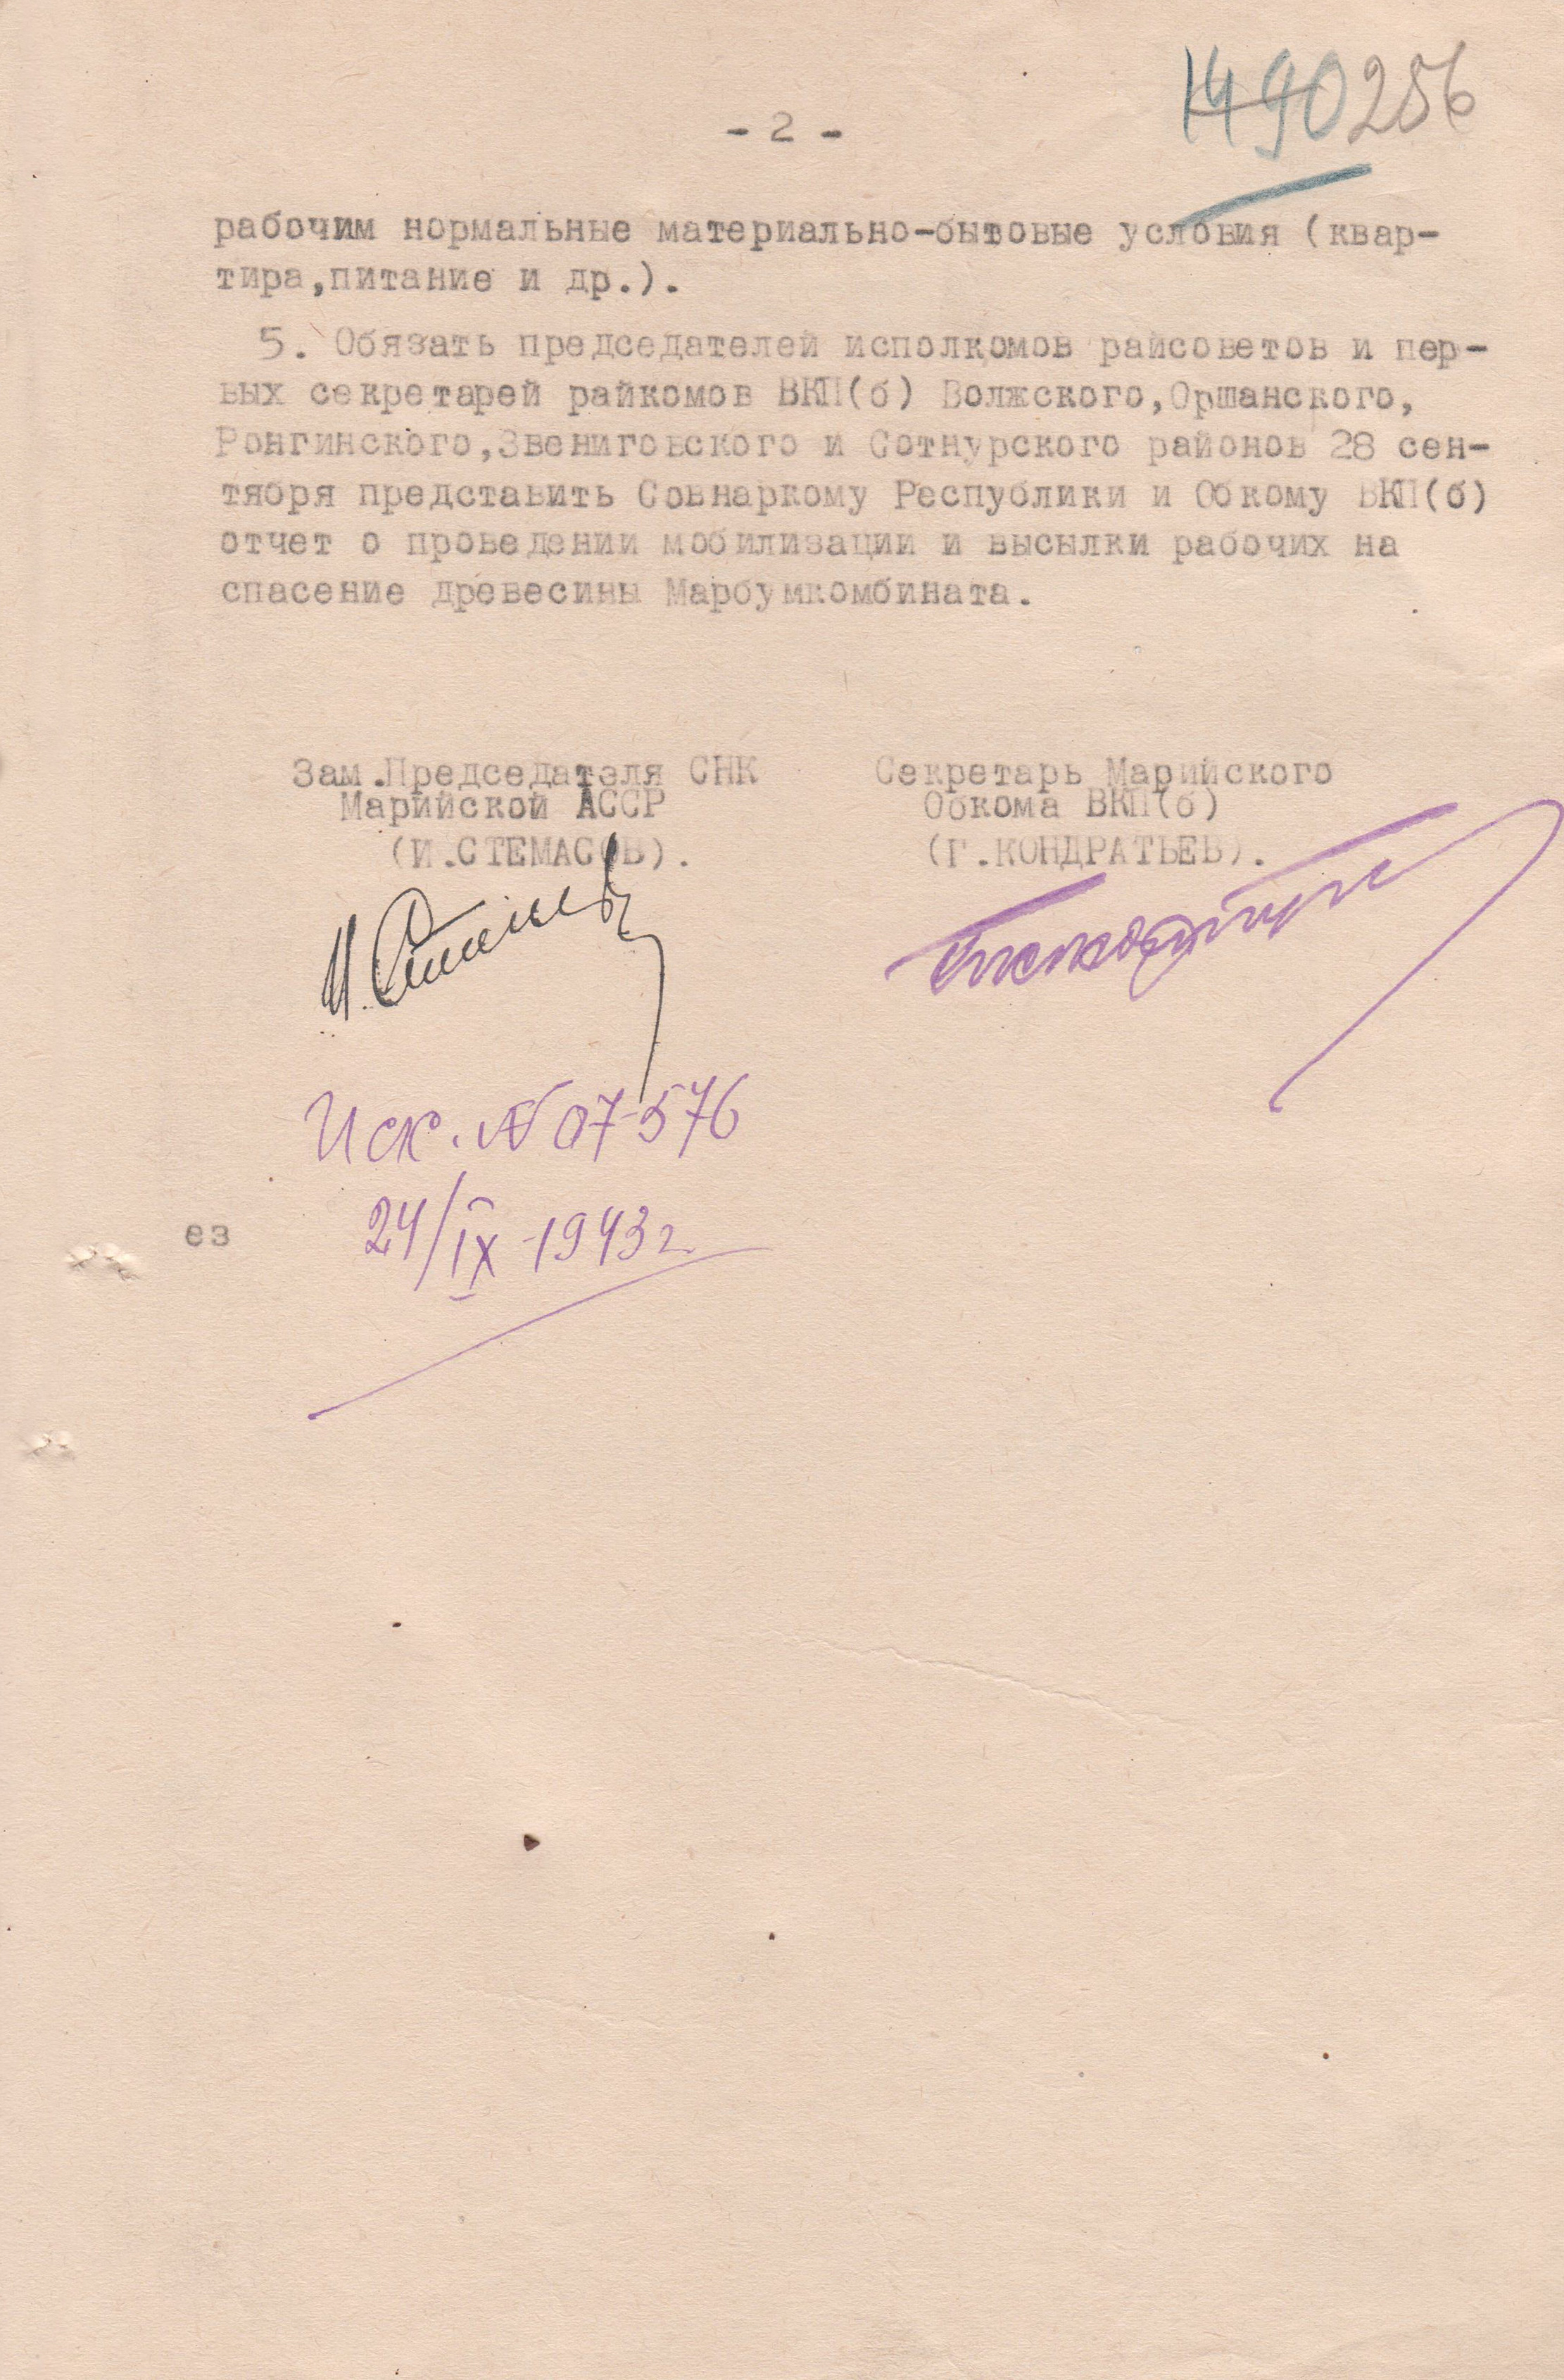 1490 256
- 2 -
рабочим нормальные материально-бытовые условия (квар-
тира,питание и др.).
5. Обязать председателей исполкомов райсоветов и пер-
вых секретарей райкомов ВКП(б) Волжского,Оршанского,
Ронгинского,Звениговского и Сотнурского районов 28 сен-
тября представить Совнаркому Республики и Обкому ВКП(б)
отчет о проведении мобилизации и высылки рабочих на
спасение древесины Марбумкомбината.
Зам.Председателя СНК
Марийской АССР
(И.СТЕМАСОВ).
Секретарь Марийского
Обкома ВКП(б)
(Г.КОНДРАТЬЕВ).
Исх. № 07-576
24/IX-1943г
ез